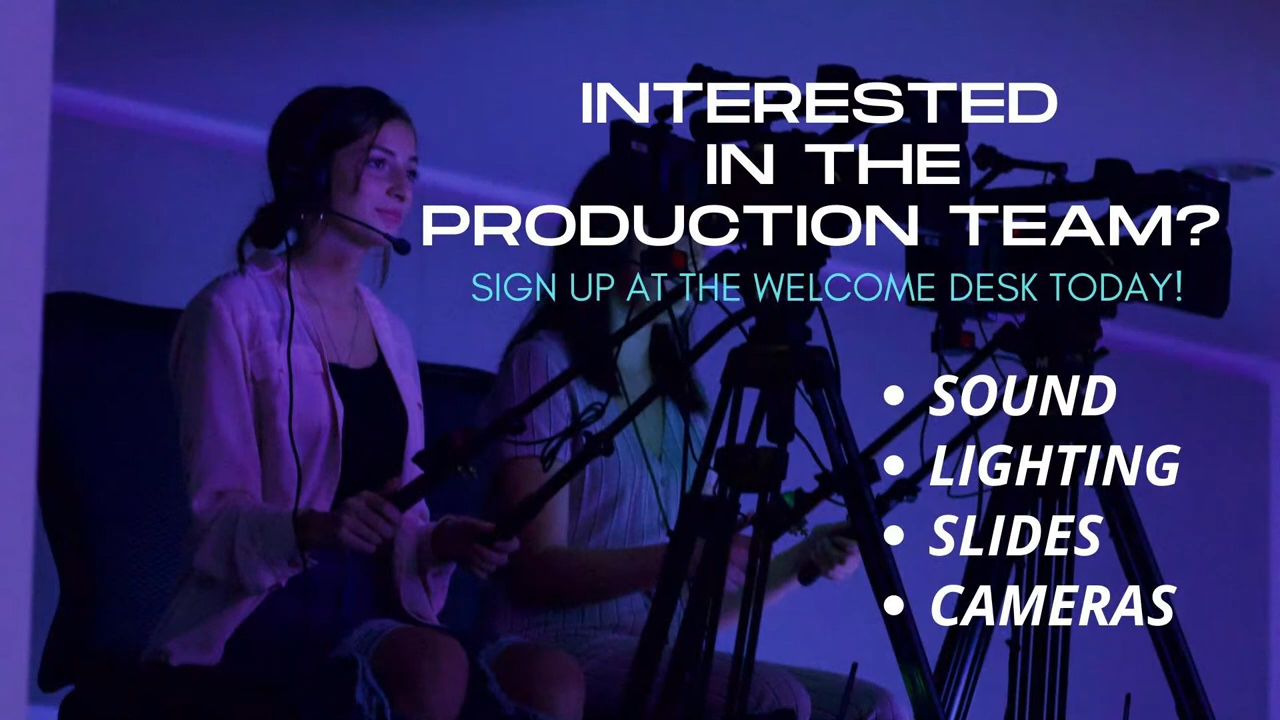 INTERESTED
IN THE
PRODUCTION TEAM?
SIGN UP AT THE WELCOME DESK TODAY!
• SOUND
• LIGHTING
• SLIDES
• CAMERAS